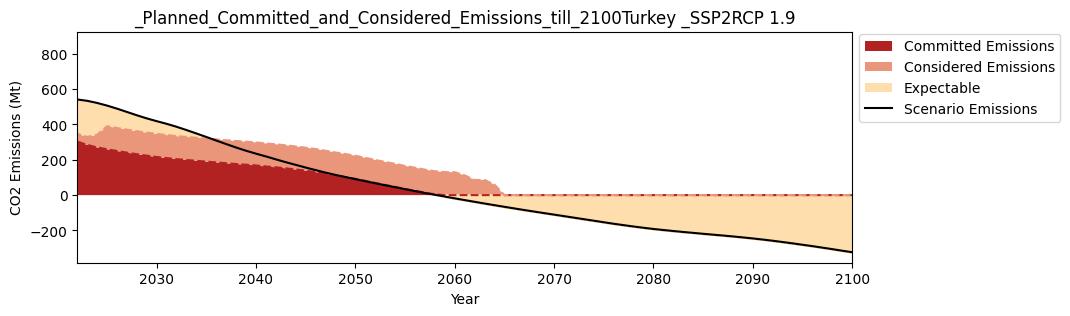 _Planned_Committed_and_Considered_Emissions_till_2100Turkey _SSP2RCP 1.9
Committed Emissions
Considered Emissions
Expectable
Scenario Emissions
CO2 Emissions (Mt)
800
600
400
200
0
−200
2030 2040 2050 2060 2070 2080 2090 2100
Year